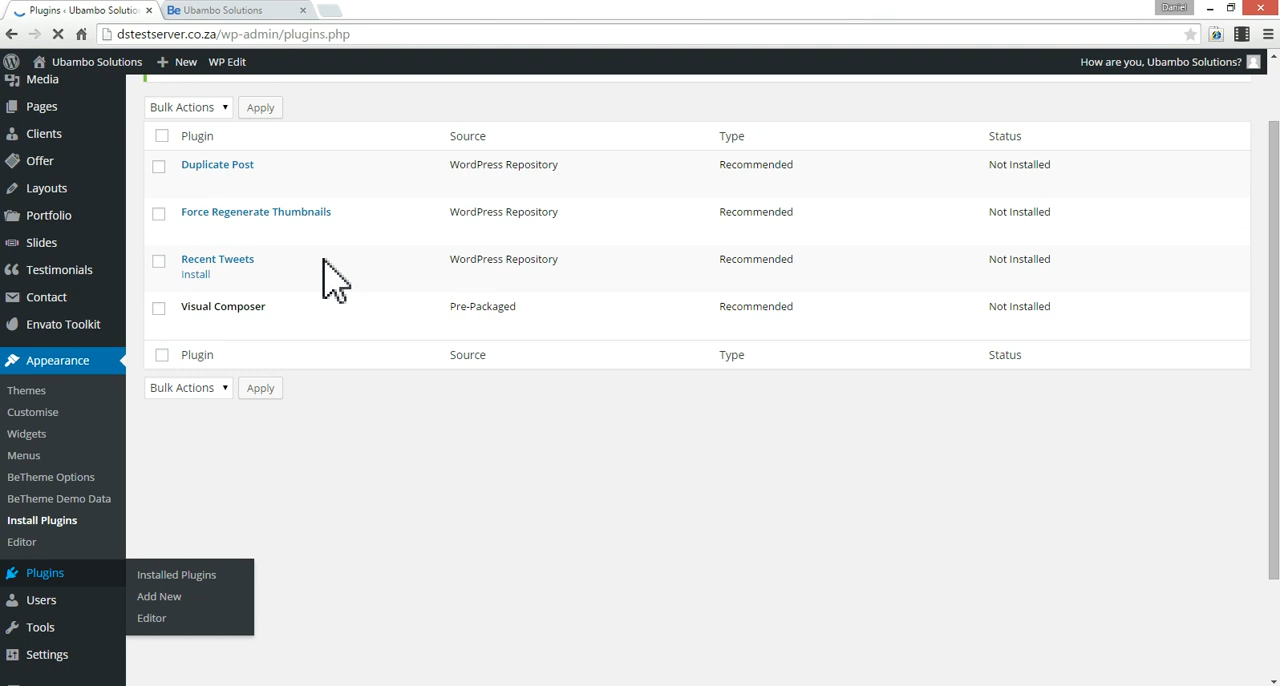 Plugins ‹ Ubambo Solutio
Be Ubambo Solutions
Daniel
dstestserver.co.za/wp-admin/plugins.php
Ubambo Solutions
New
WP Edit
How are you, Ubambo Solutions?
Media
Pages
Clients
Offer
Layouts
Portfolio
Slides
Testimonials
Contact
Envato Toolkit
Appearance
Themes
Customise
Widgets
Menus
BeTheme Options
BeTheme Demo Data
Install Plugins
Editor
Plugins
Users
Tools
Settings
Installed Plugins
Add New
Editor
Bulk Actions
Apply
Plugin Source Type Status
Duplicate Post WordPress Repository Recommended Not Installed
Force Regenerate Thumbnails WordPress Repository Recommended Not Installed
Recent Tweets WordPress Repository Recommended Not Installed
Install
Visual Composer Pre-Packaged Recommended Not Installed
Plugin Source Type Status
Bulk Actions
Apply